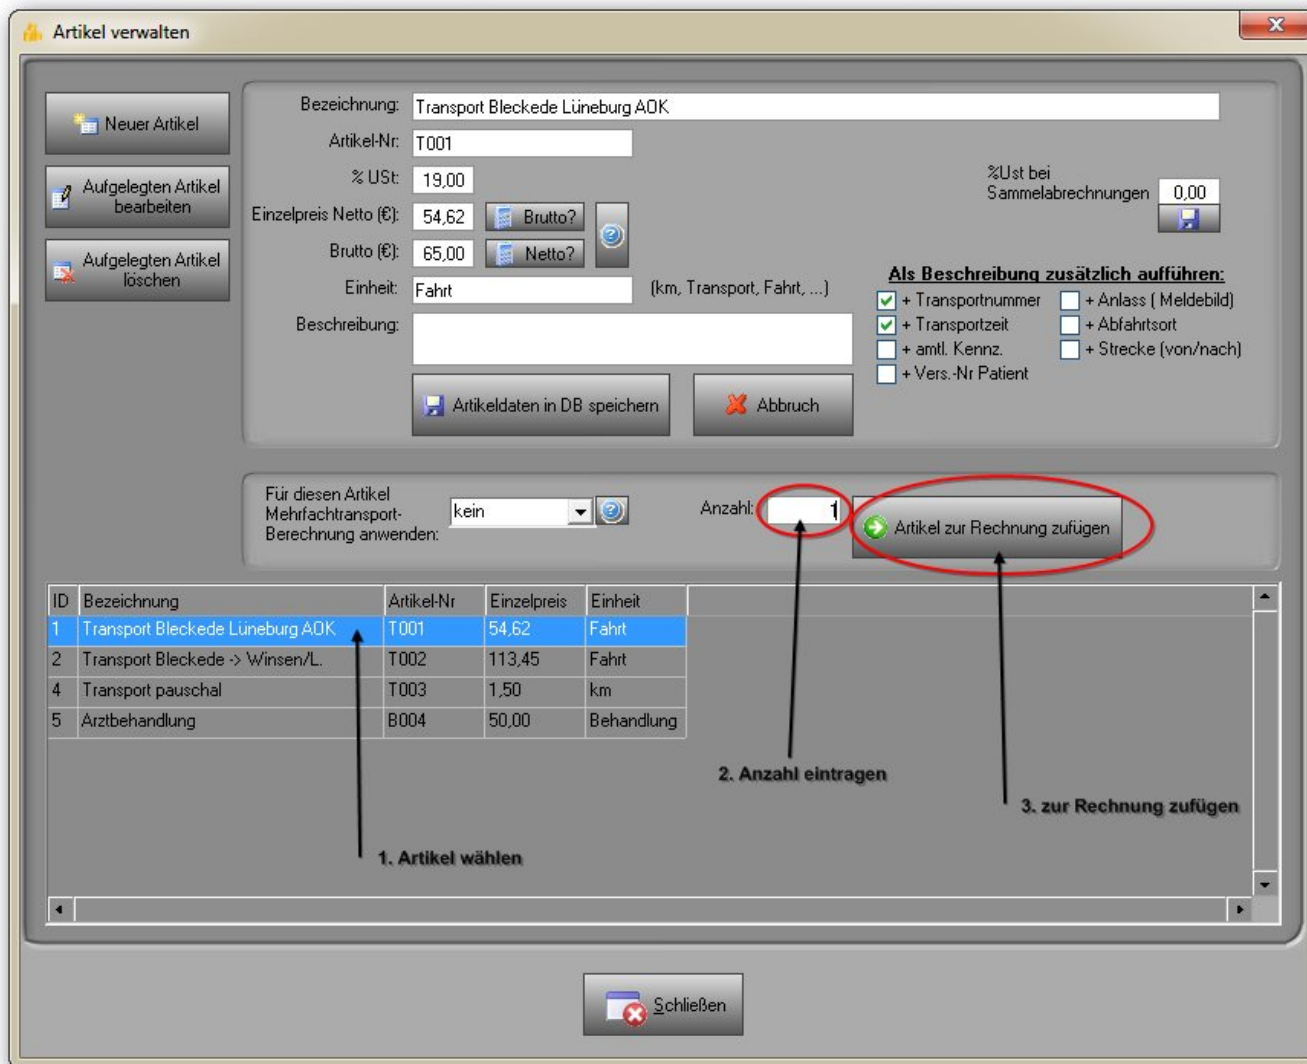 Artikel verwalten
Neuer Artikel
Aufgelegten Artikel
bearbeiten
Aufgelegten Artikel
löschen
Bezeichnung: Transport Bleckede Lüneburg AOK
Artikel-Nr: T001
% USt: 19,00
Einzelpreis Netto (€): 54,62 Brutto?
Brutto (€): 65,00 Netto?
Einheit: Fahrt (km, Transport, Fahrt, ...)
Beschreibung:
%Ust bei
Sammelabrechnungen 0,00
Als Beschreibung zusätzlich aufführen:
+ Transportnummer + Anlass ( Meldebild)
+ Transportzeit + Abfahrtsort
+ amtl. Kennz. + Strecke (von/nach)
+ Vers.-Nr Patient
Artikeldaten in DB speichern Abbruch
Für diesen Artikel
Mehrfachtransport-
Berechnung anwenden:
kein
Anzahl: 1
Artikel zur Rechnung zufügen
ID Bezeichnung Artikel-Nr Einzelpreis Einheit
1 Transport Bleckede Lüneburg AOK T001 54,62 Fahrt
2 Transport Bleckede -> Winsen/L. T002 113,45 Fahrt
4 Transport pauschal T003 1,50 km
5 Arztbehandlung B004 50,00 Behandlung
2. Anzahl eintragen
3. zur Rechnung zufügen
1. Artikel wählen
Schließen